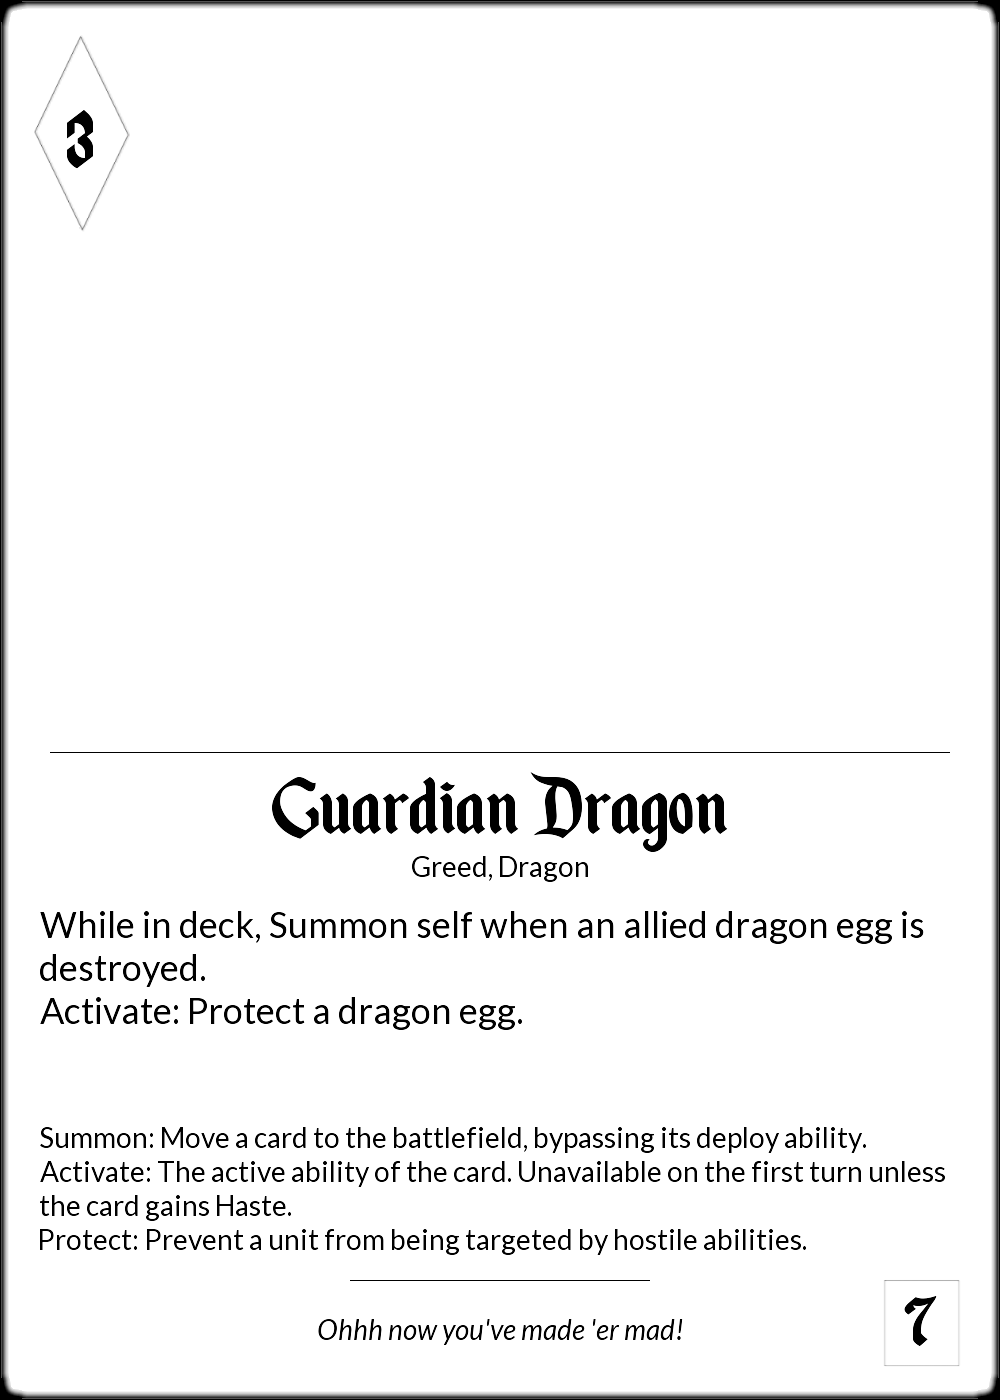 3
Guardian Dragon
Greed, Dragon
While in deck, Summon self when an allied dragon egg is
destroyed.
Activate: Protect a dragon egg.
Summon: Move a card to the battlefield, bypassing its deploy ability.
Activate: The active ability of the card. Unavailable on the first turn unless
the card gains Haste.
Protect: Prevent a unit from being targeted by hostile abilities.
Ohhh now you've made 'er mad!
7